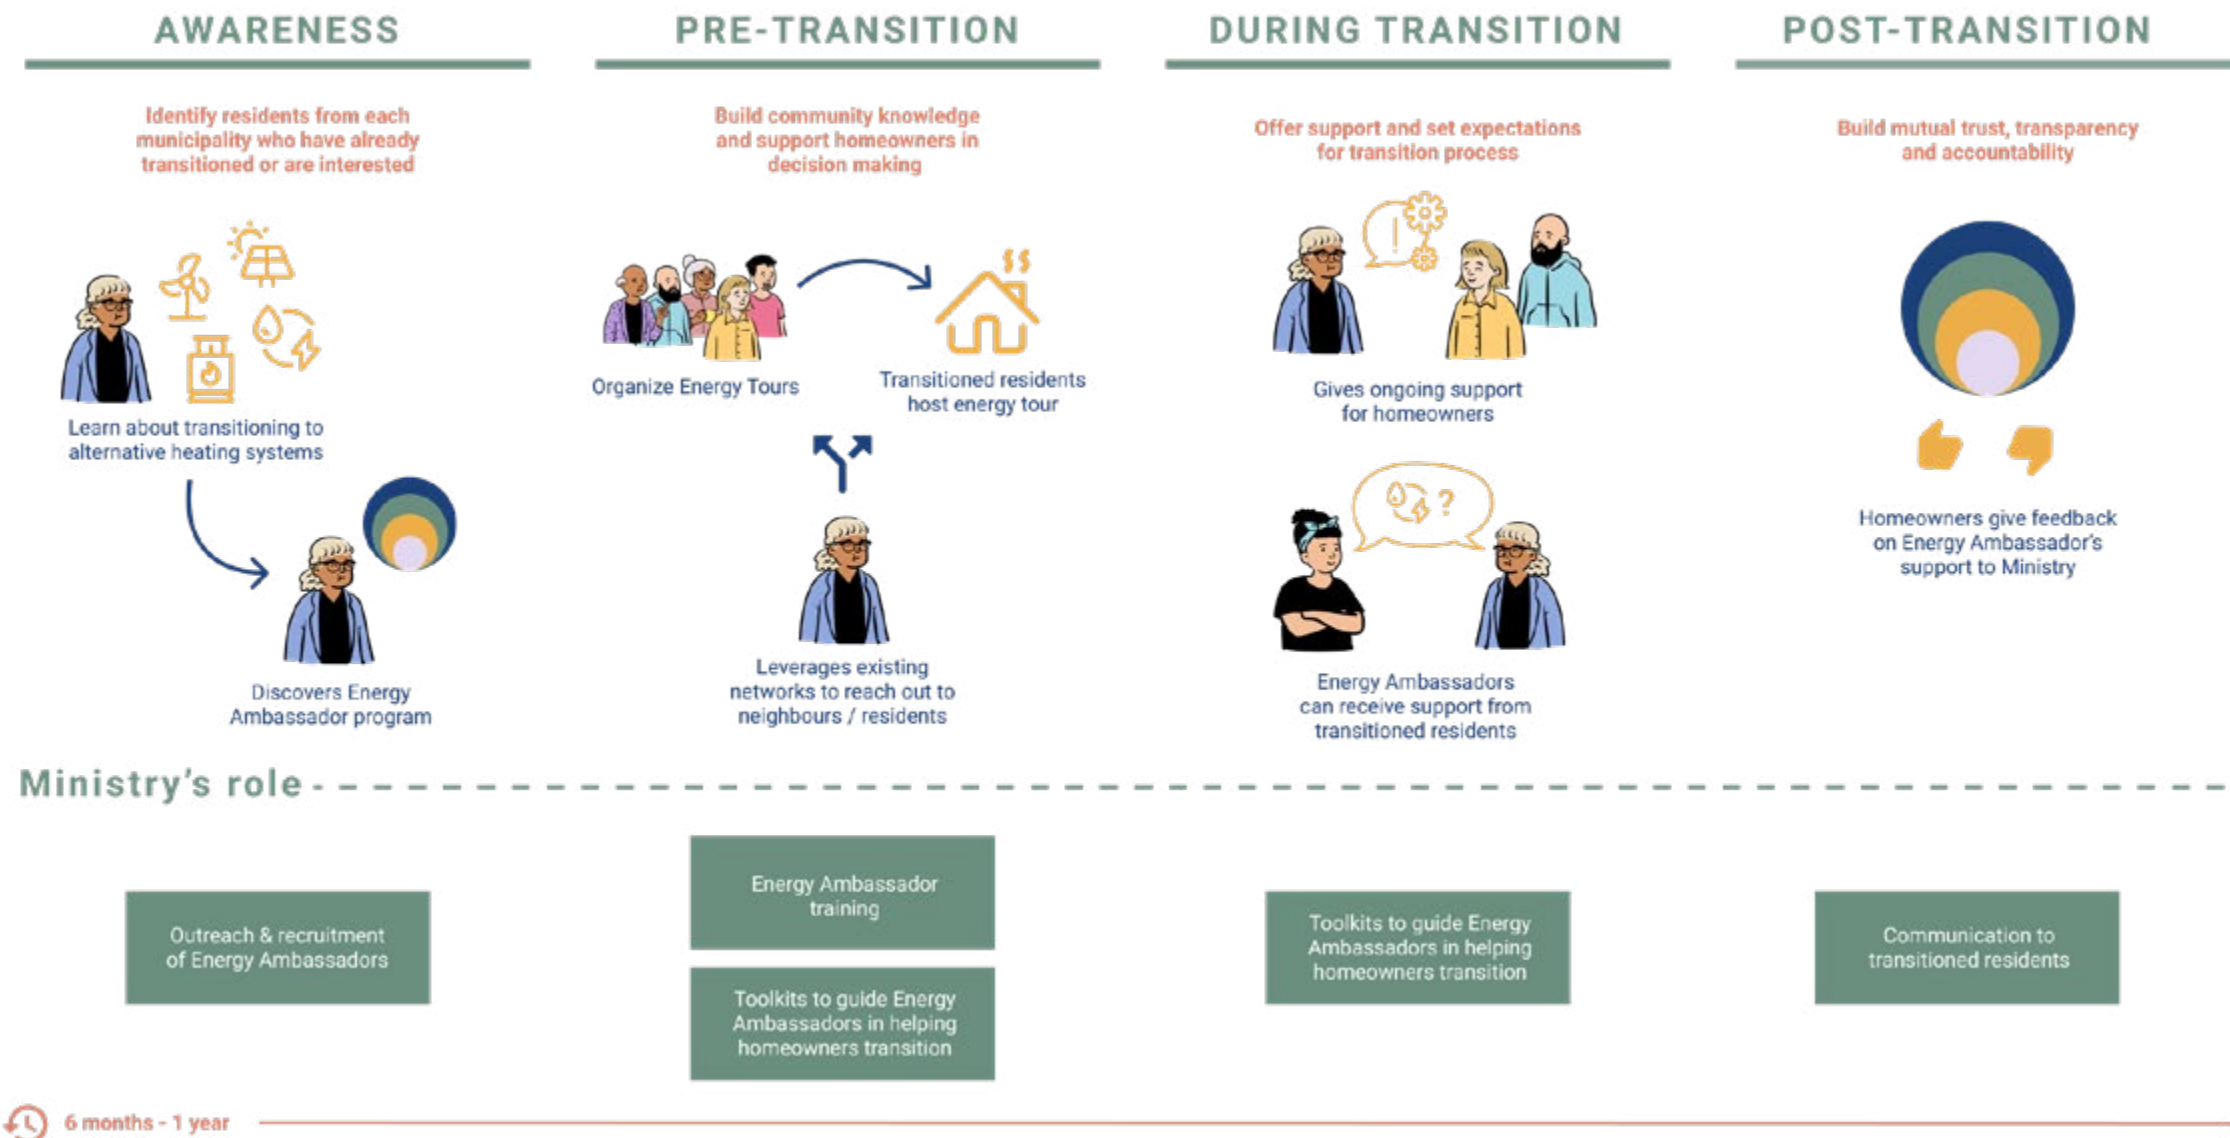 AWARENESS
Identify residents from each
municipality who have already
transitioned or are interested
Learn about transitioning to
alternative heating systems
Discovers Energy
Ambassador program
PRE-TRANSITION
Build community knowledge
and support homeowners in
decision making
$$
Organize Energy Tours
Transitioned residents
host energy tour
Leverages existing
networks to reach out to
neighbours / residents
DURING TRANSITION
Offer support and set expectations
for transition process
!
Gives ongoing support
for homeowners
?
Energy Ambassadors
can receive support from
transitioned residents
POST-TRANSITION
Build mutual trust, transparency
and accountability
Homeowners give feedback
on Energy Ambassador's
support to Ministry
Ministry's role
Outreach & recruitment
of Energy Ambassadors
Energy Ambassador
training
Toolkits to guide Energy
Ambassadors in helping
homeowners transition
Toolkits to guide Energy
Ambassadors in helping
homeowners transition
Communication to
transitioned residents
6 months - 1 year